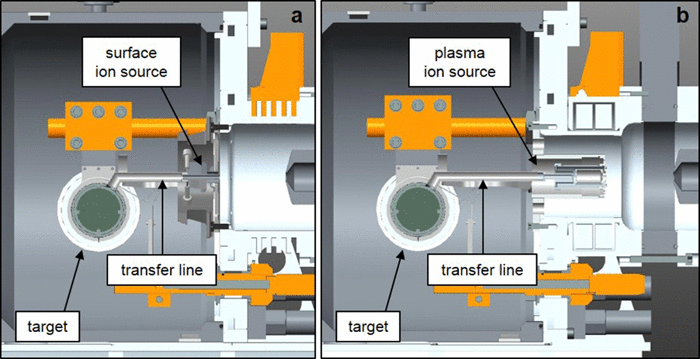 a
surface
ion source
transfer line
target
b
plasma
ion source
transfer line
target